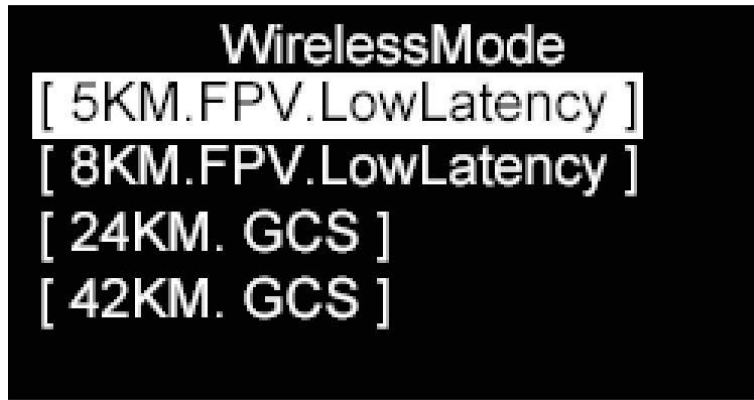 WirelessMode
[ 5KM.FPV.LowLatency ]
[ 8KM.FPV.LowLatency ]
[ 24KM. GCS ]
[ 42KM. GCS ]